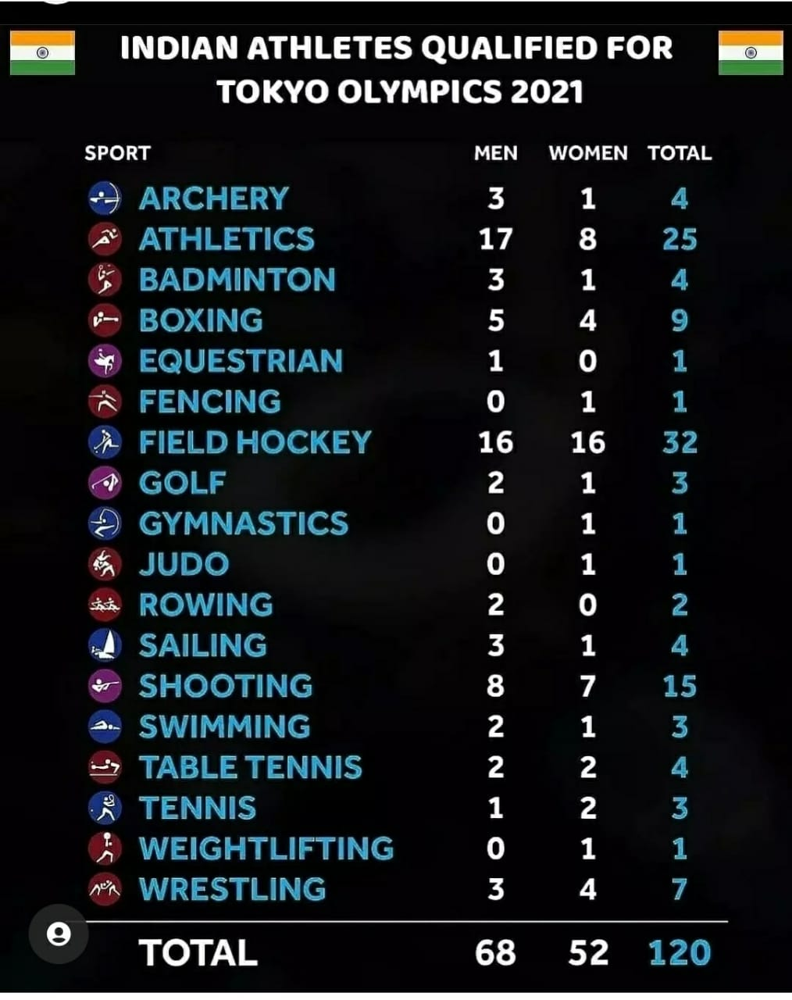 INDIAN ATHLETES QUALIFIED FOR
TOKYO OLYMPICS 2021
SPORT MEN WOMEN TOTAL
ARCHERY 3 1 4
ATHLETICS 17 8 25
BADMINTON 3 1 4
BOXING 5 4 9
EQUESTRIAN 1 0 1
FENCING 0 1 1
FIELD HOCKEY 16 16 32
GOLF 2 1 3
GYMNASTICS 0 1 1
JUDO 0 1 1
ROWING 2 0 2
SAILING 3 1 4
SHOOTING 8 7 15
SWIMMING 2 1 3
TABLE TENNIS 2 2 4
TENNIS 1 2 3
WEIGHTLIFTING 0 1 1
WRESTLING 3 4 7
TOTAL 68 52 120